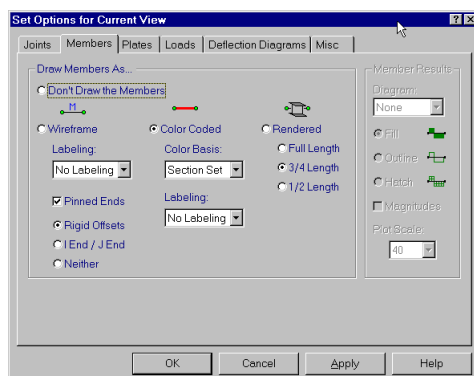 Set Options for Current View
Joints Members Plates Loads Deflection Diagrams Misc
Draw Members As...
Don't Draw the Members
M
Wireframe Color Coded Rendered
Labeling: Color Basis: Full Length
No Labeling Section Set 3/4 Length
1/2 Length
Pinned Ends Labeling:
Rigid Offsets No Labeling
I End / J End
Neither
Member Results
Diagram:
None
Fill
Outline
Hatch
Magnitudes
Plot Scale:
40
OK Cancel Apply Help